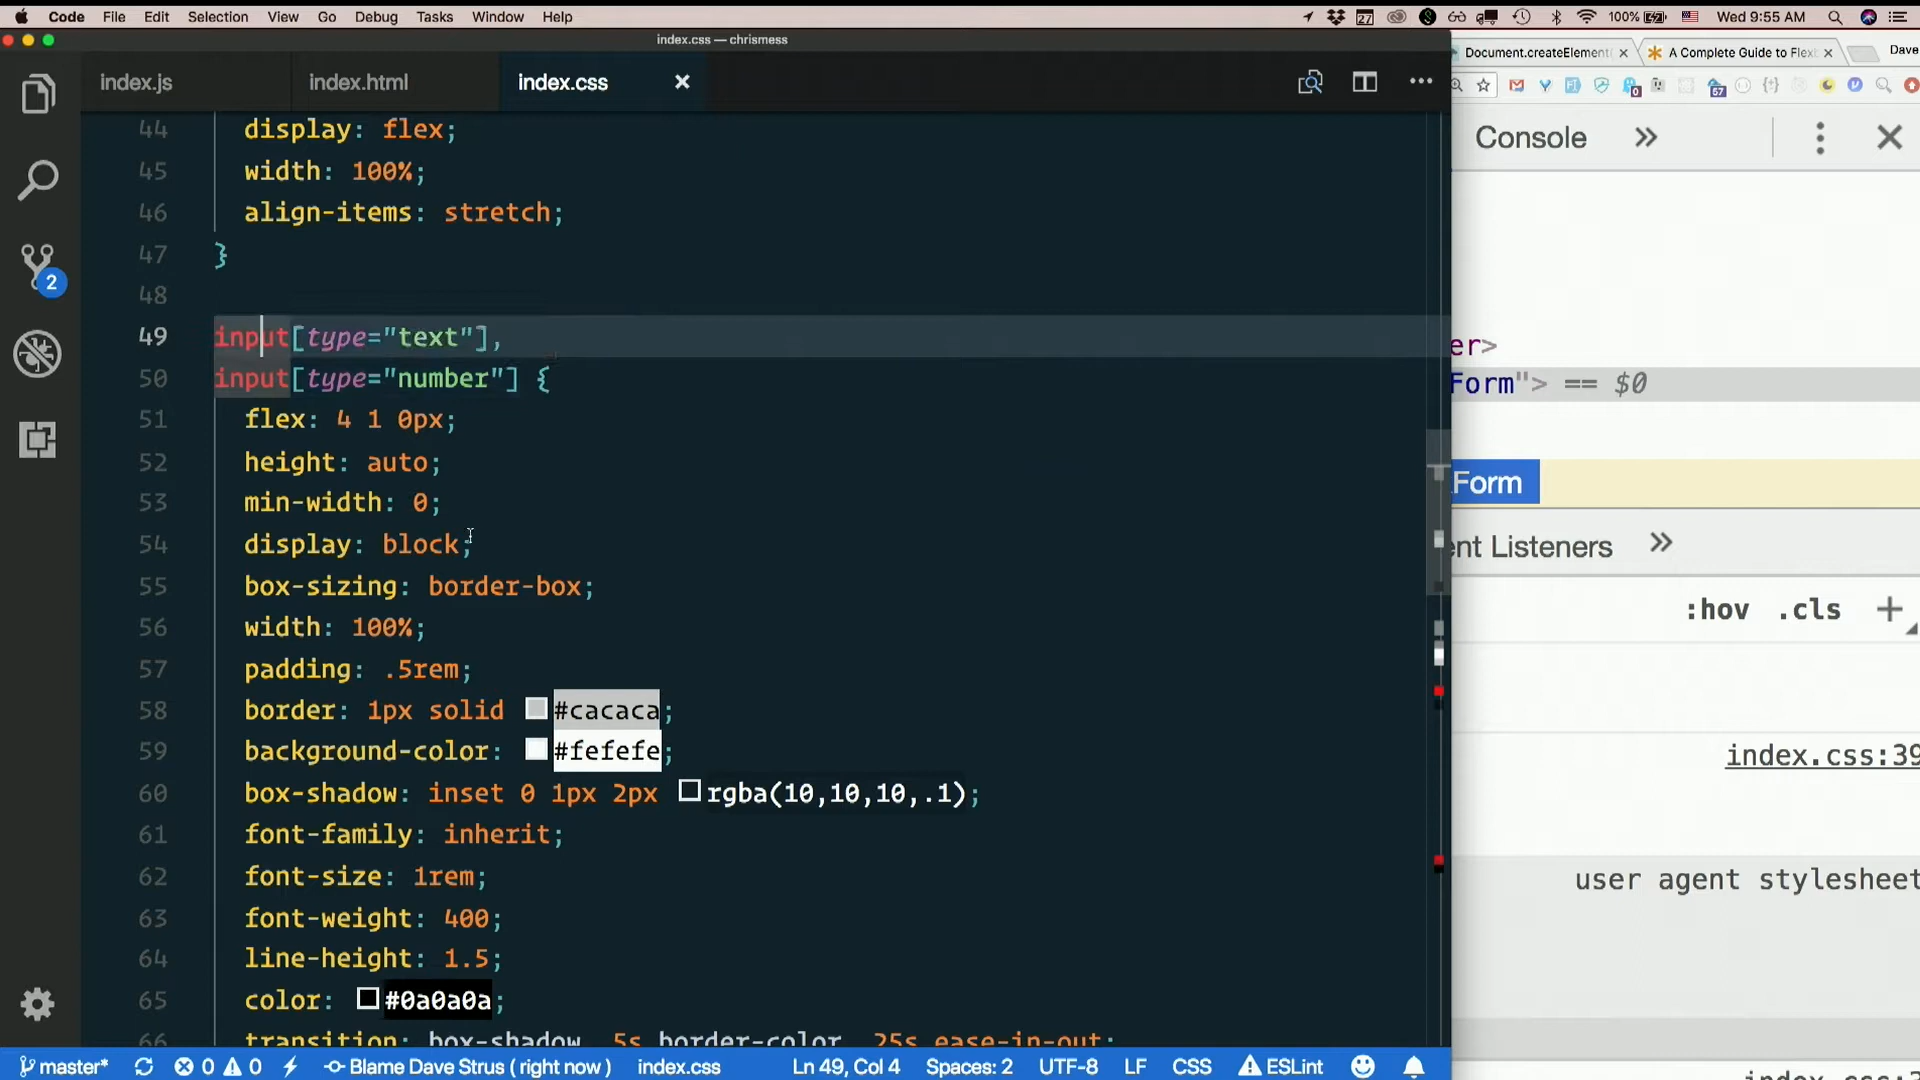 Code File Edit Selection View Go Debug Tasks Window Help 27 100% Wed 9:55 AM
index.css — chrismess
index.js index.html index.css
Document.createElement( A Complete Guide to Flexb Dave
0 67
44 display: flex;
45 width: 100%;
46 align-items: stretch;
47 }
48
49 input[type="text"],
50 input[type="number"] {
51 flex: 4 1 0px;
52 height: auto;
53 min-width: 0;
54 display: block;
55 box-sizing: border-box;
56 width: 100%;
57 padding: .5rem;
58 border: 1px solid #cacaca;
59 background-color: #fefefe;
60 box-shadow: inset 0 1px 2px rgba(10,10,10,.1);
61 font-family: inherit;
62 font-size: 1rem;
63 font-weight: 400;
64 line-height: 1.5;
65 color: #0a0a0a;
66 transition: box-shadow .5s border-color .25s ease-in-out;
2
Console »
er>
Form"> == $0
Form
ent Listeners »
:hov .cls +
index.css:39
user agent stylesheet
master* 0 0 Blame Dave Strus ( right now ) index.css Ln 49, Col 4 Spaces: 2 UTF-8 LF CSS ESLint